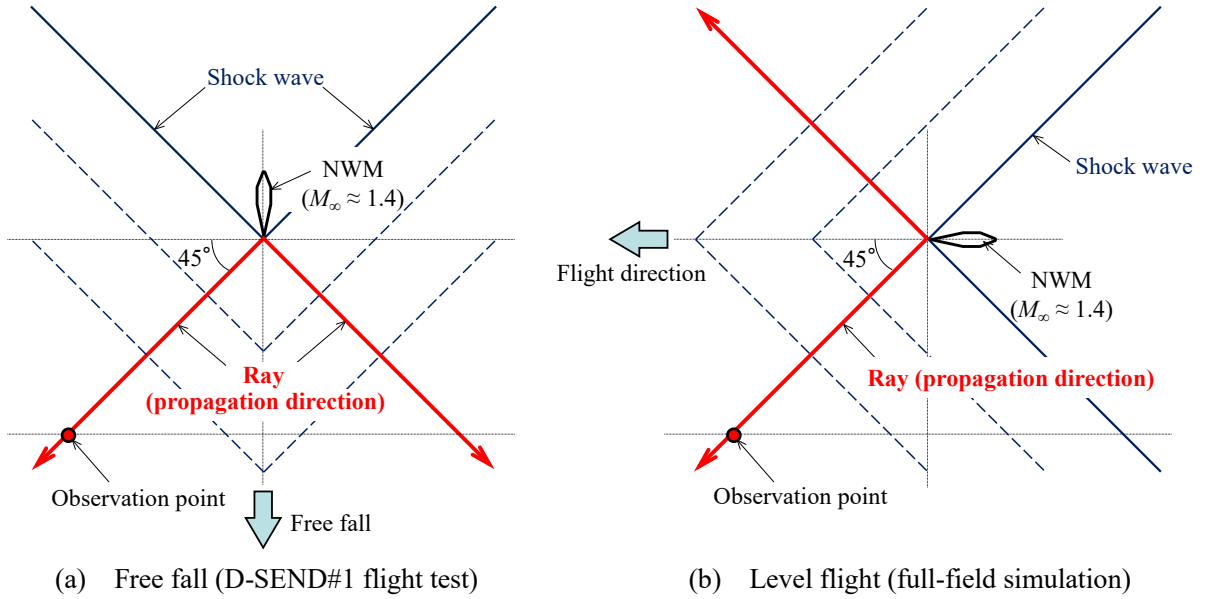 Shock wave
NWM
(M∞ ≈ 1.4)
45°
Ray
(propagation direction)
Observation point
Free fall
(a) Free fall (D-SEND#1 flight test)
Shock wave
45°
Flight direction
NWM
(M∞ ≈ 1.4)
Ray (propagation direction)
Observation point
(b) Level flight (full-field simulation)